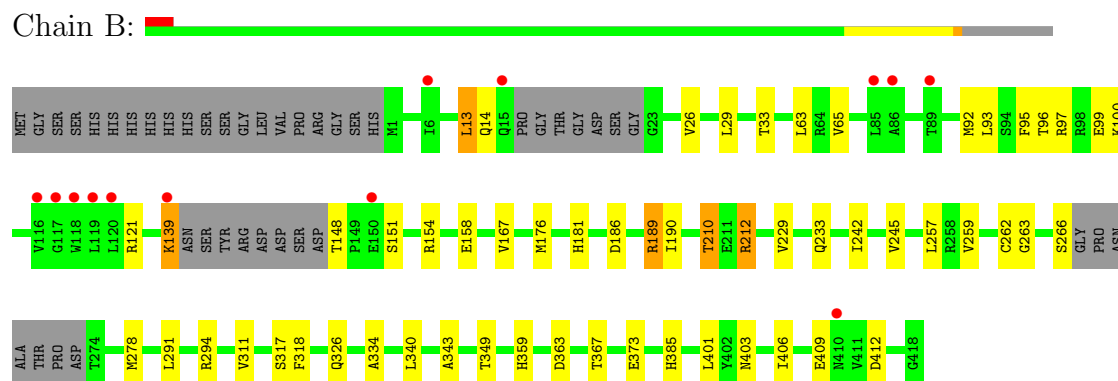 Chain B:
MET GLY SER SER HIS HIS HIS HIS HIS HIS SER SER GLY LEU VAL PRO ARG GLY SER HIS M1 I6 L13 Q14 Q15 PRO GLY THR GLY ASP SER GLY G23 V26 L29 T33 L63 R64 V65 L85 A86 T89 M92 L93 S94 F95 T96 R97 R98 E99 K100
V116 G117 W118 L119 L120 R121 K139 ASN SER TYR ARG ASP ASP SER ASP T148 P149 E150 S151 R154 E158 V167 M176 H181 D186 R189 I190 T210 E211 R212 V229 Q233 I242 V245 L257 R258 V259 C262 G263 S266 GLY PRO ASN
ALA THR PRO ASP T274 M278 L291 R294 V311 S317 F318 Q326 A334 L340 A343 T349 H359 D363 T367 E373 H385 L401 Y402 N403 I406 E409 N410 V411 D412 G418